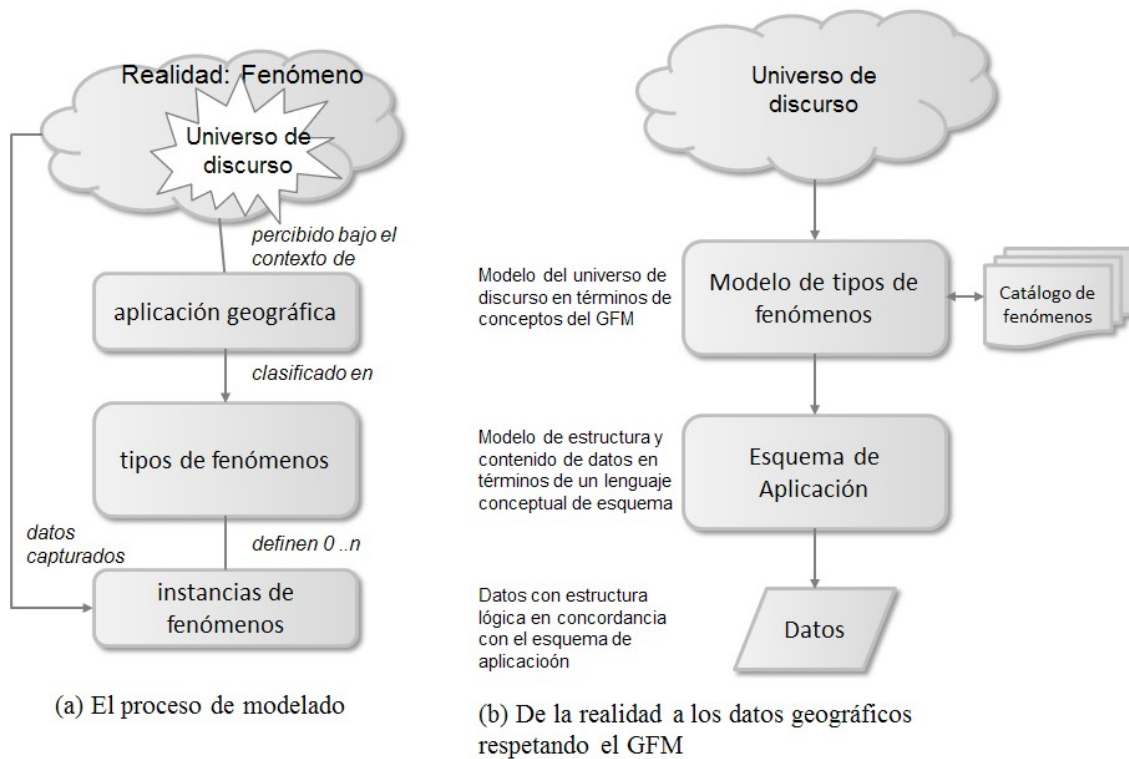 Realidad: Fenómeno
Universo de
discurso
percibido bajo el
contexto de
aplicación geográfica
clasificado en
tipos de fenómenos
datos
capturados
definen 0 ..n
instancias de
fenómenos
(a) El proceso de modelado
Universo de
discurso
Modelo del universo de
discurso en términos de
conceptos del GFM
Modelo de tipos de
fenómenos
Catálogo de
fenómenos
Modelo de estructura y
contenido de datos en
términos de un lenguaje
conceptual de esquema
Esquema de
Aplicación
Datos con estructura
lógica en concordancia
con el esquema de
aplicacioón
Datos
(b) De la realidad a los datos geográficos
respetando el GFM